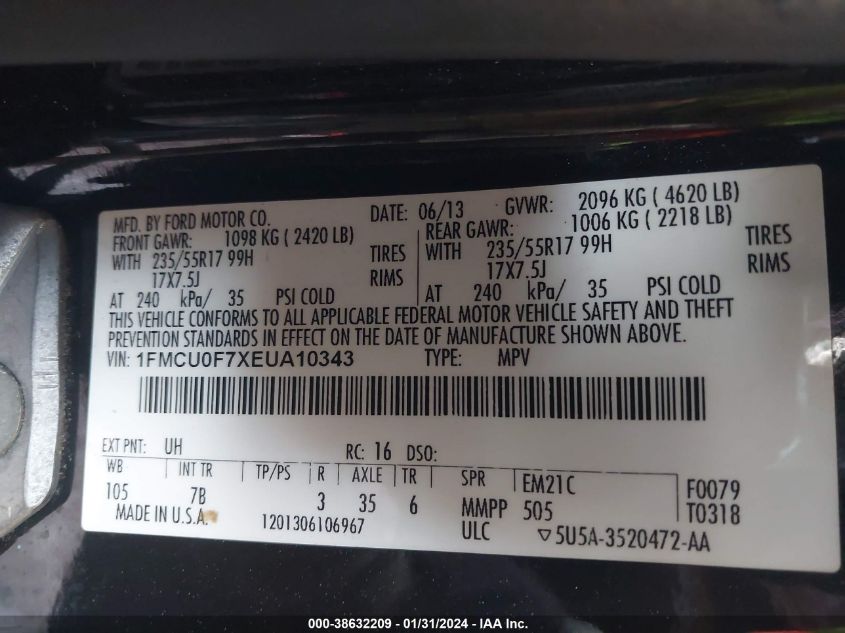 MFD. BY FORD MOTOR CO. DATE: 06/13 GVWR: 2096 KG ( 4620 LB)
FRONT GAWR: 1098 KG ( 2420 LB) REAR GAWR: 1006 KG ( 2218 LB)
WITH 235/55R17 99H TIRES WITH 235/55R17 99H TIRES
17X7.5J RIMS 17X7.5J RIMS
AT 240 kPa/ 35 PSI COLD AT 240 kPa/ 35 PSI COLD
THIS VEHICLE CONFORMS TO ALL APPLICABLE FEDERAL MOTOR VEHICLE SAFETY AND THEFT
PREVENTION STANDARDS IN EFFECT ON THE DATE OF MANUFACTURE SHOWN ABOVE.
VIN: 1FMCU0F7XEUA10343 TYPE: MPV
EXT PNT: UH RC: 16 DSO:
WB INT TR TP/PS R AXLE TR SPR EM21C F0079
105 7B 3 35 6 MMPP 505 T0318
MADE IN U.S.A. 1201306106967 ULC ▽5U5A-3520472-AA
000-38632209 - 01/31/2024 - IAA Inc.